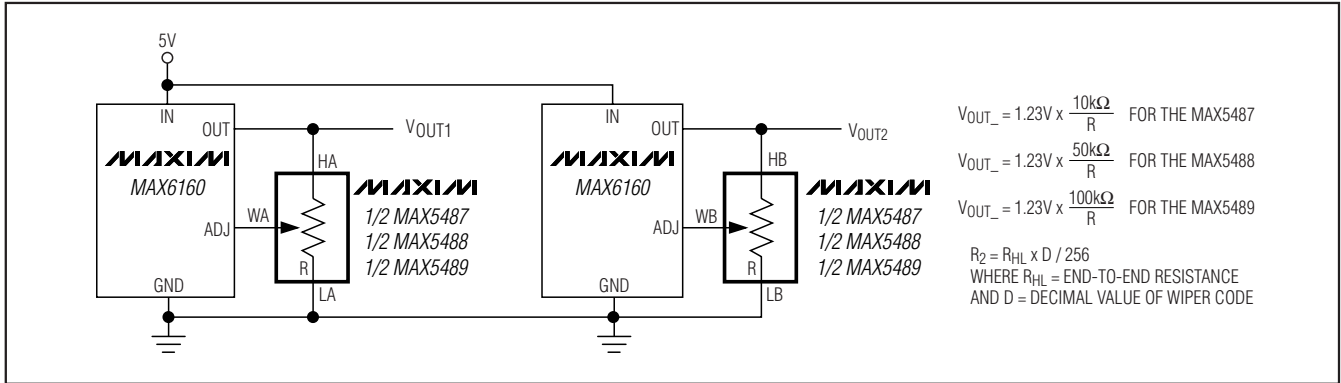 5V
IN
OUT
VOUT1
MAXIM
MAX6160
HA
WA
ADJ
R
LA
GND
MAXIM
1/2 MAX5487
1/2 MAX5488
1/2 MAX5489
IN
OUT
VOUT2
MAXIM
MAX6160
HB
WB
ADJ
R
LB
GND
MAXIM
1/2 MAX5487
1/2 MAX5488
1/2 MAX5489
VOUT_ = 1.23V x 10kΩ / R FOR THE MAX5487
VOUT_ = 1.23V x 50kΩ / R FOR THE MAX5488
VOUT_ = 1.23V x 100kΩ / R FOR THE MAX5489
R2 = RHL x D / 256
WHERE RHL = END-TO-END RESISTANCE
AND D = DECIMAL VALUE OF WIPER CODE